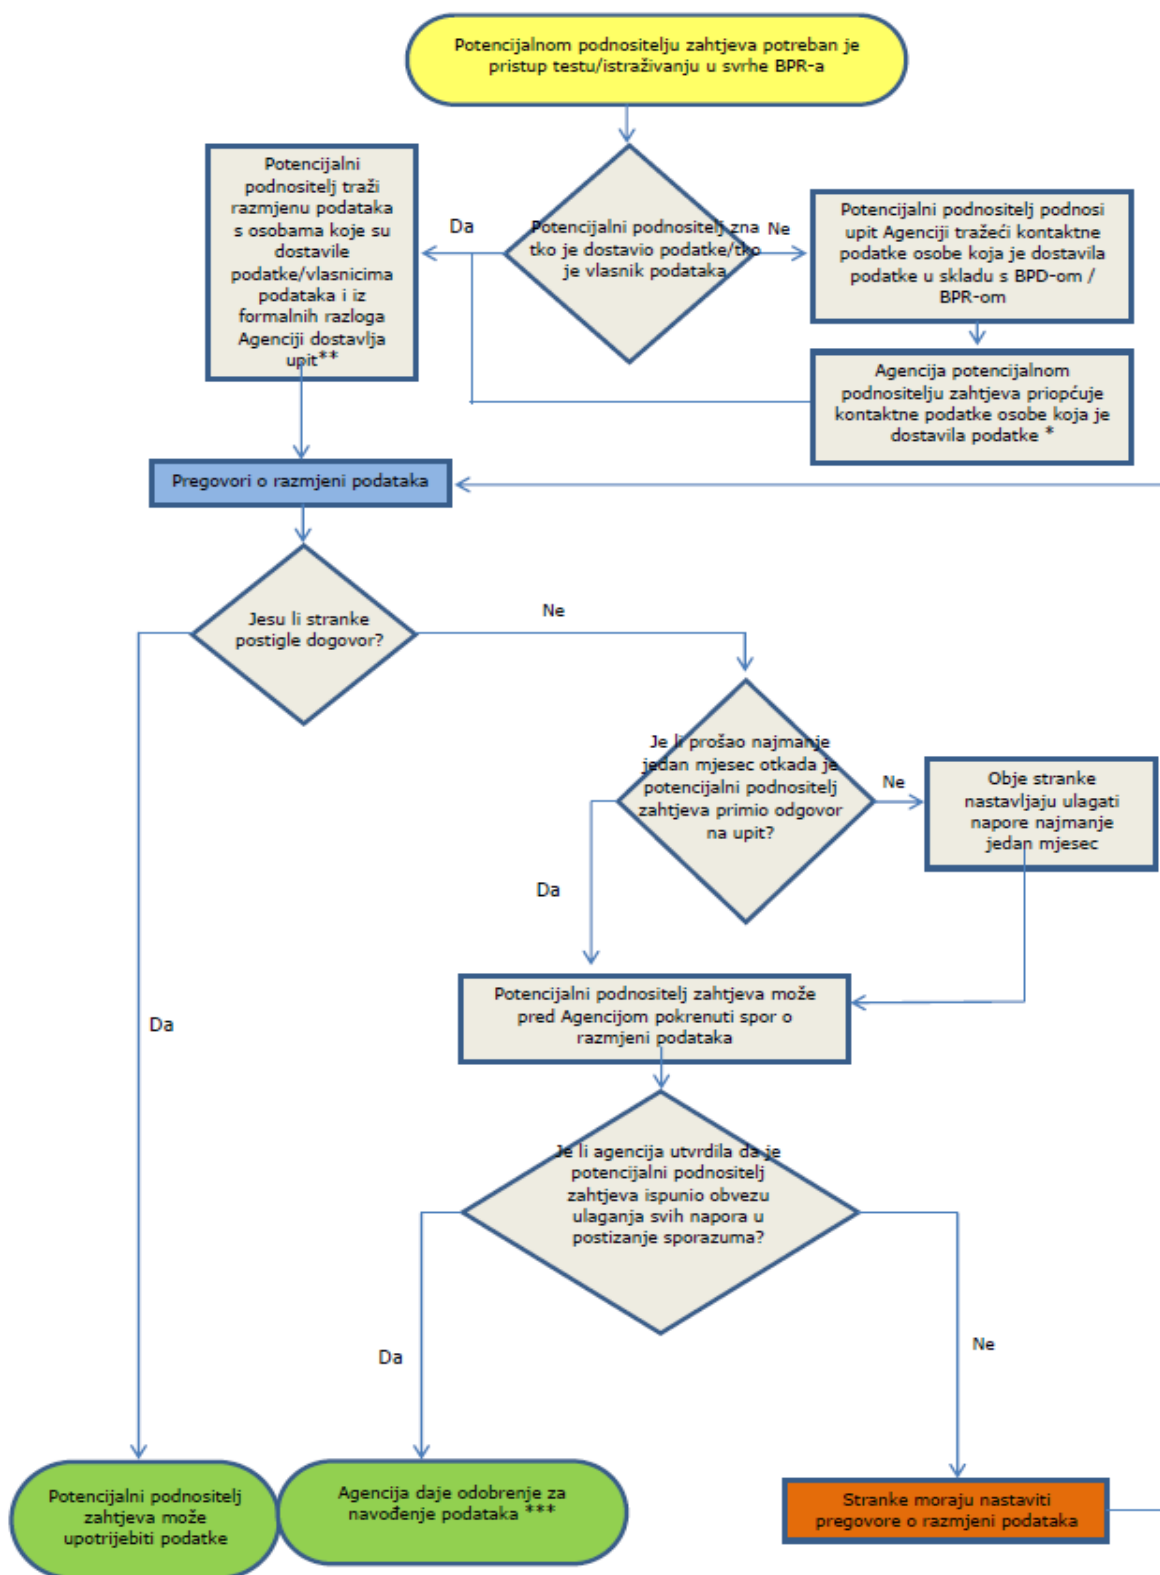 Potencijalnom podnositelju zahtjeva potreban je
pristup testu/istraživanju u svrhe BPR-a
Potencijalni podnositelj zna
tko je dostavio podatke/tko
je vlasnik podataka
Da
Ne
Potencijalni
podnositelj traži
razmjenu podataka
s osobama koje su
dostavile
podatke/vlasnicima
podataka i iz
formalnih razloga
Agenciji dostavlja
upit**
Potencijalni podnositelj podnosi
upit Agenciji tražeći kontaktne
podatke osobe koja je dostavila
podatke u skladu s BPD-om /
BPR-om
Agencija potencijalnom
podnositelju zahtjeva priopćuje
kontaktne podatke osobe koja je
dostavila podatke *
Pregovori o razmjeni podataka
Jesu li stranke
postigle dogovor?
Ne
Je li prošao najmanje
jedan mjesec otkada je
potencijalni podnositelj
zahtjeva primio odgovor
na upit?
Ne
Obje stranke
nastavljaju ulagati
napore najmanje
jedan mjesec
Da
Potencijalni podnositelj zahtjeva može
pred Agencijom pokrenuti spor o
razmjeni podataka
Da
Je li agencija utvrdila da je
potencijalni podnositelj
zahtjeva ispunio obvezu
ulaganja svih napora u
postizanje sporazuma?
Da
Ne
Potencijalni podnositelj
zahtjeva može
upotrijebiti podatke
Agencija daje odobrenje za
navođenje podataka ***
Stranke moraju nastaviti
pregovore o razmjeni podataka